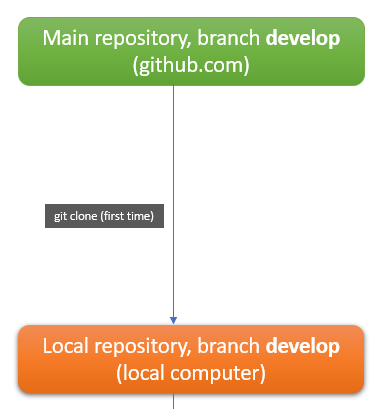 Main repository, branch develop
(github.com)
git clone (first time)
Local repository, branch develop
(local computer)